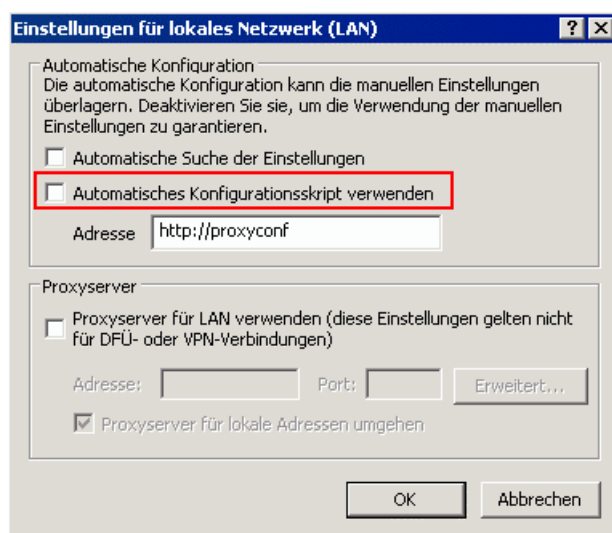 Einstellungen für lokales Netzwerk (LAN)
Automatische Konfiguration
Die automatische Konfiguration kann die manuellen Einstellungen
überlagern. Deaktivieren Sie sie, um die Verwendung der manuellen
Einstellungen zu garantieren.
Automatische Suche der Einstellungen
Automatisches Konfigurationsskript verwenden
Adresse http://proxyconf
Proxyserver
Proxyserver für LAN verwenden (diese Einstellungen gelten nicht
für DFÜ- oder VPN-Verbindungen)
Adresse: Port: Erweitert...
Proxyserver für lokale Adressen umgehen
OK Abbrechen